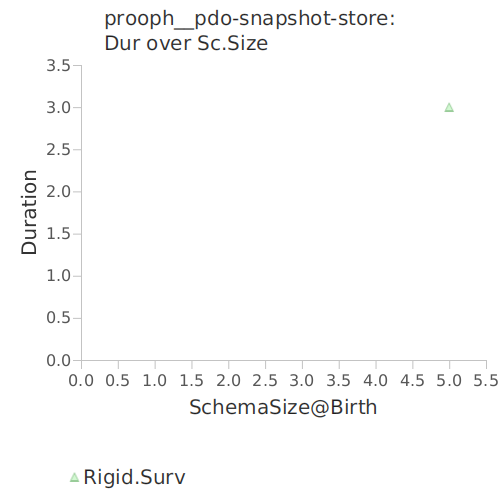 prooph__pdo-snapshot-store:
Dur over Sc.Size
3.5
3.0
2.5
2.0
1.5
1.0
0.5
0.0
Duration
0.0 0.5 1.0 1.5 2.0 2.5 3.0 3.5 4.0 4.5 5.0 5.5
SchemaSize@Birth
Rigid.Surv